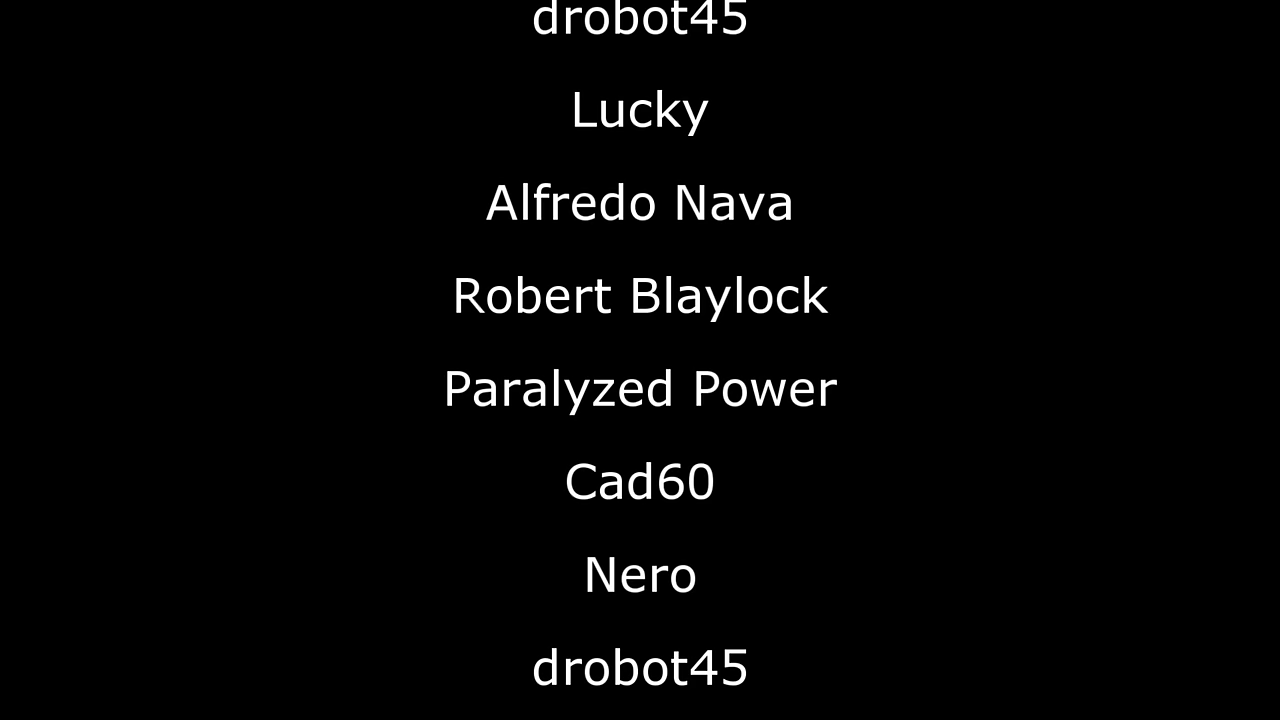 drobot45
Lucky
Alfredo Nava
Robert Blaylock
Paralyzed Power
Cad60
Nero
drobot45